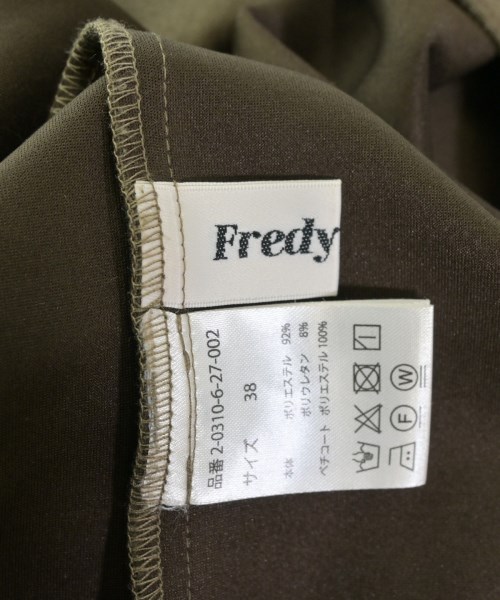 Fredy
品番 2-0310-6-27-002
サイズ 38
本体 ポリエステル 92%
ポリウレタン 8%
ペチコート ポリエステル 100%
F W